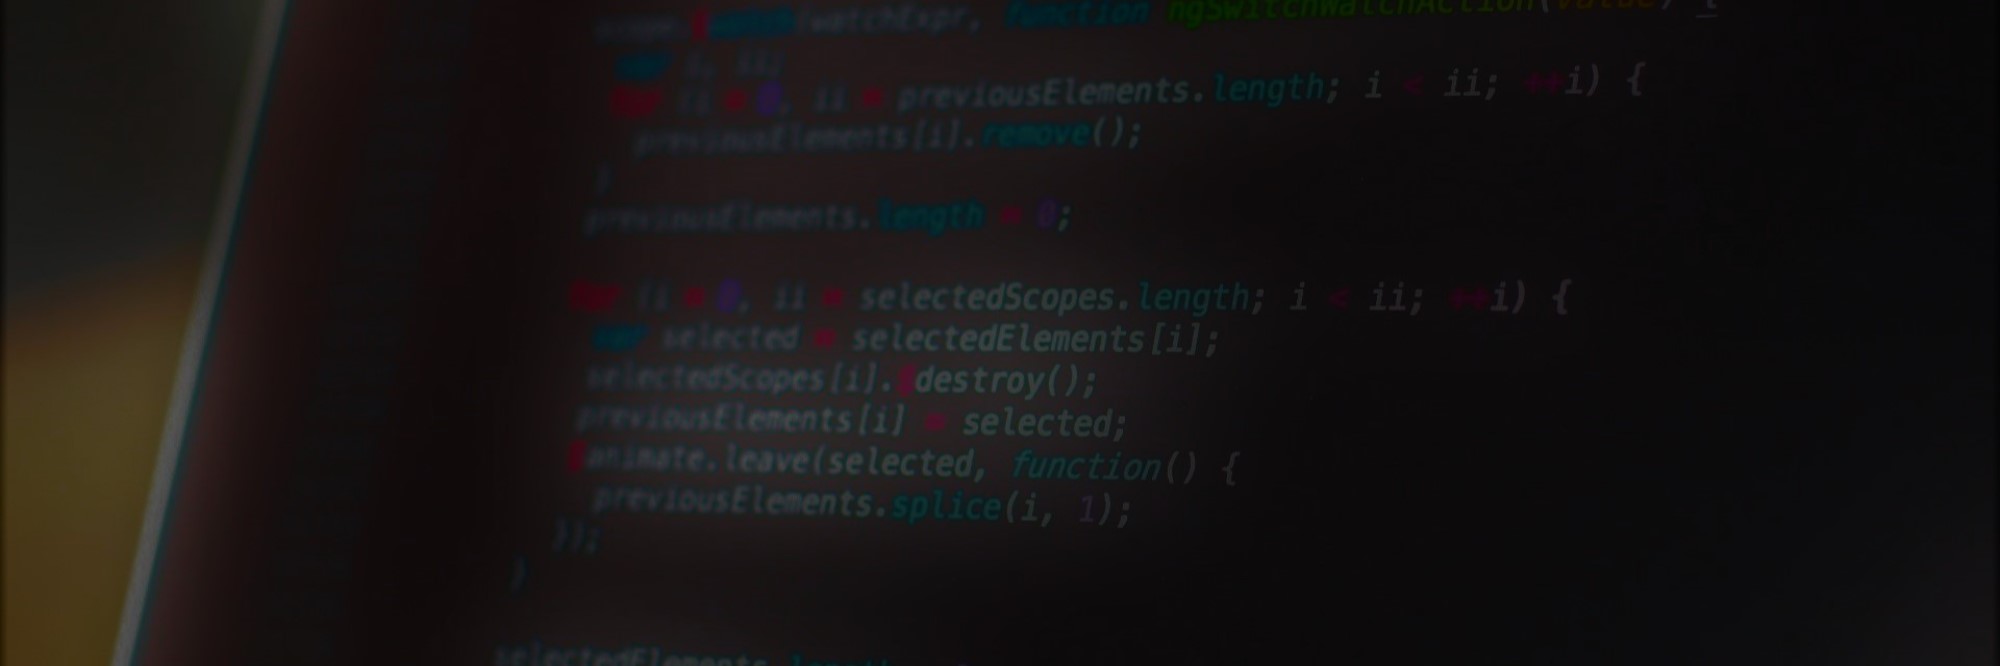 scope.$watch(watchExpr, function ngSwitchWatchAction(value) {
var i, ii;
for (i = 0, ii = previousElements.length; i < ii; ++i) {
previousElements[i].remove();
}
previousElements.length = 0;
for (i = 0, ii = selectedScopes.length; i < ii; ++i) {
var selected = selectedElements[i];
selectedScopes[i].$destroy();
previousElements[i] = selected;
$animate.leave(selected, function() {
previousElements.splice(i, 1);
});
}
selectedElements.length